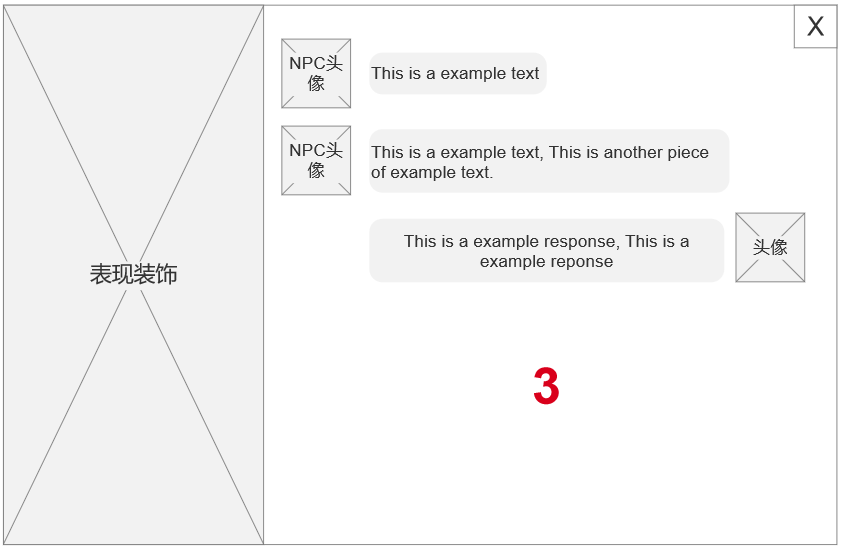 X
NPC头
像
This is a example text
NPC头
像
This is a example text, This is another piece
of example text.
This is a example response, This is a
example reponse
头像
表现装饰
3